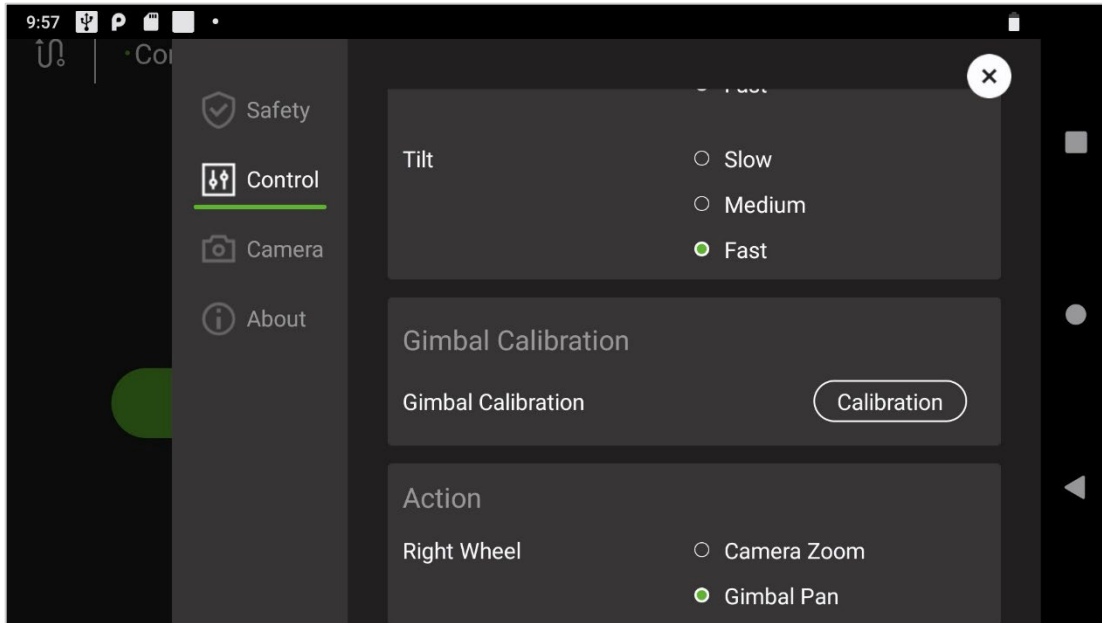 9:57
Safety
Control
Camera
About
Tilt
Slow
Medium
Fast
Gimbal Calibration
Gimbal Calibration
Calibration
Action
Right Wheel
Camera Zoom
Gimbal Pan